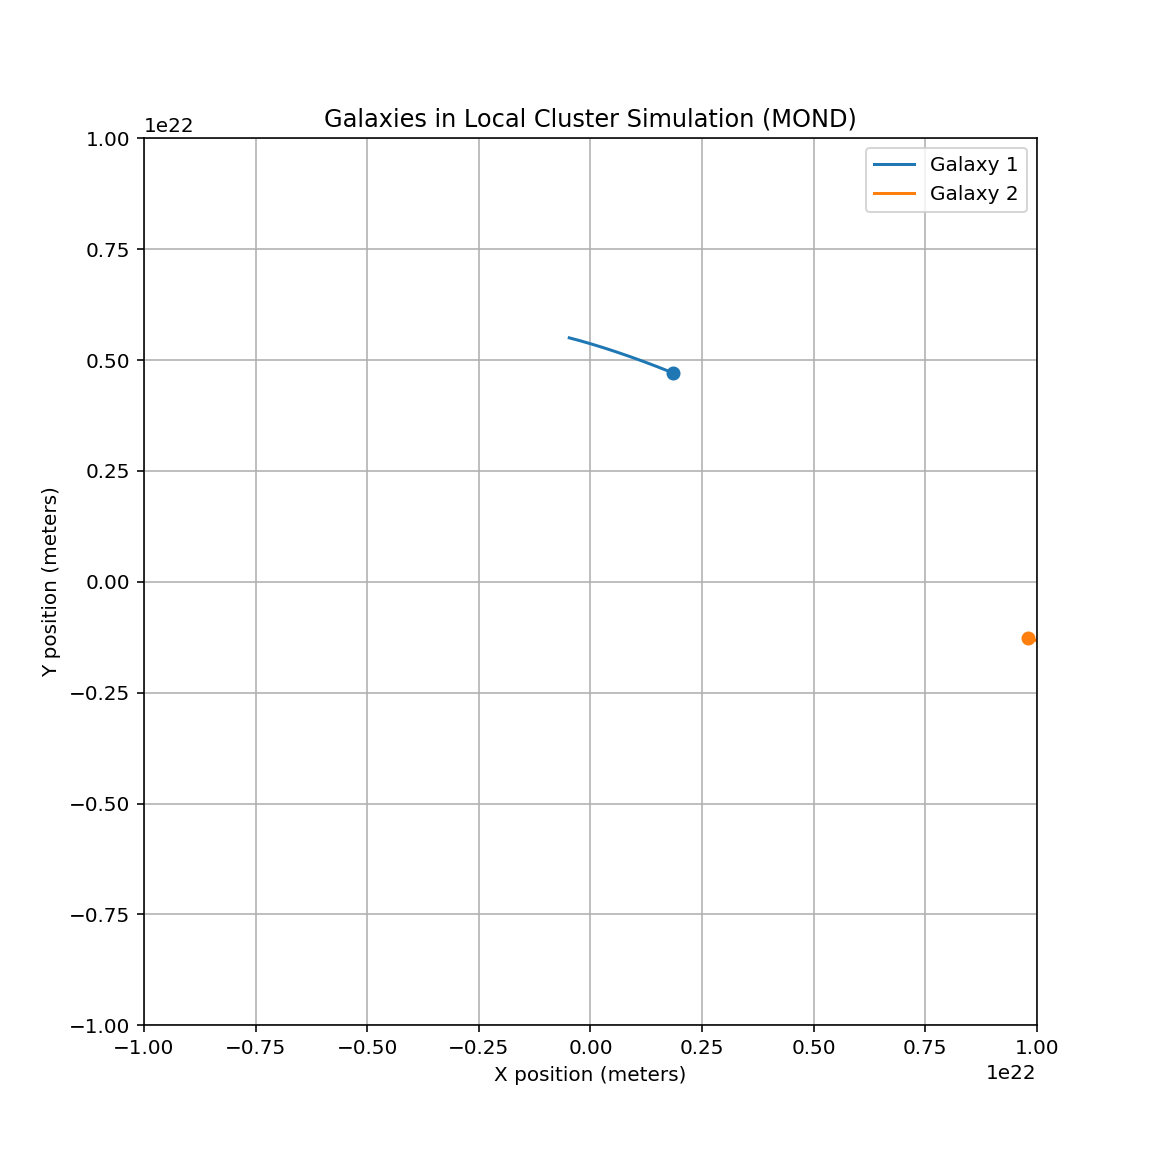 Galaxies in Local Cluster Simulation (MOND)
1e22
1.00
0.75
0.50
0.25
0.00
−0.25
−0.50
−0.75
−1.00
Y position (meters)
Galaxy 1
Galaxy 2
−1.00 −0.75 −0.50 −0.25 0.00 0.25 0.50 0.75 1.00
X position (meters)
1e22